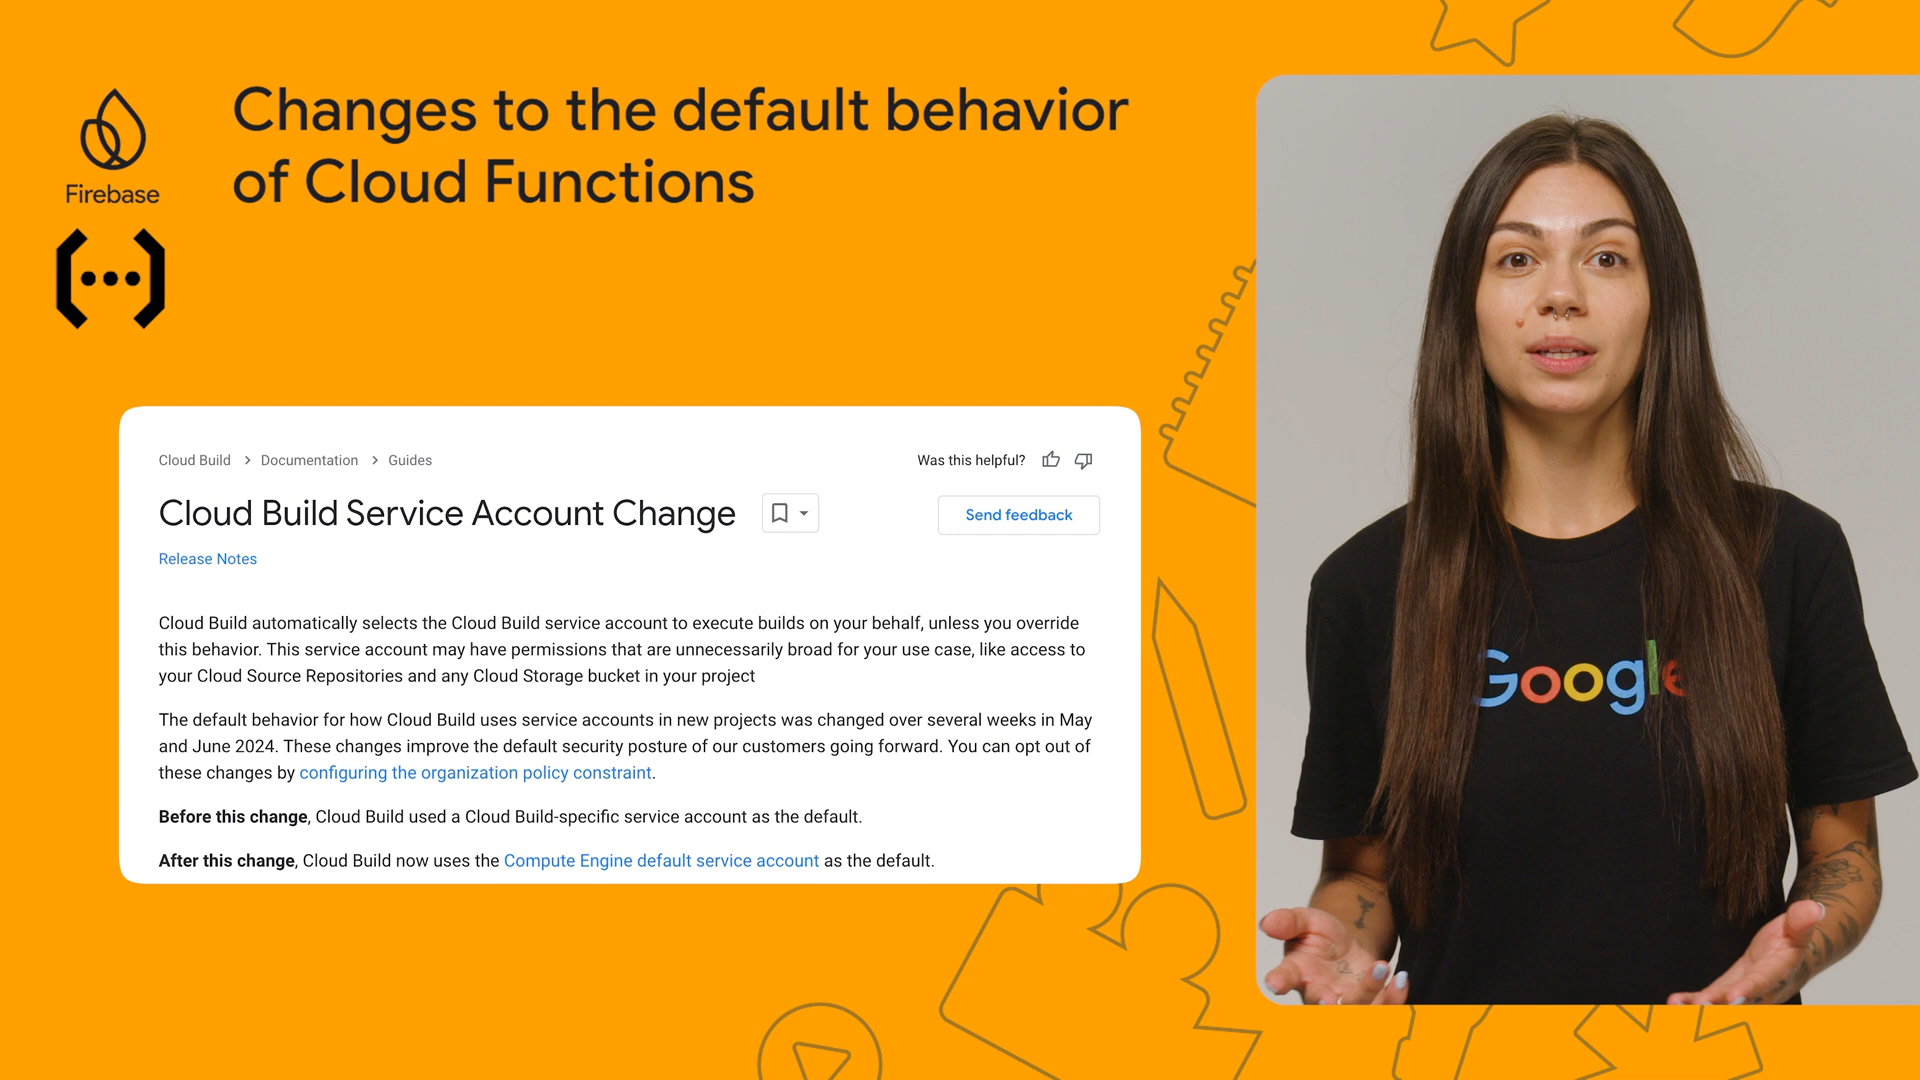 Changes to the default behavior
of Cloud Functions
Firebase
Cloud Build > Documentation > Guides
Was this helpful?
Cloud Build Service Account Change
Send feedback
Release Notes
Cloud Build automatically selects the Cloud Build service account to execute builds on your behalf, unless you override
this behavior. This service account may have permissions that are unnecessarily broad for your use case, like access to
your Cloud Source Repositories and any Cloud Storage bucket in your project
The default behavior for how Cloud Build uses service accounts in new projects was changed over several weeks in May
and June 2024. These changes improve the default security posture of our customers going forward. You can opt out of
these changes by configuring the organization policy constraint.
Before this change, Cloud Build used a Cloud Build-specific service account as the default.
After this change, Cloud Build now uses the Compute Engine default service account as the default.
Google